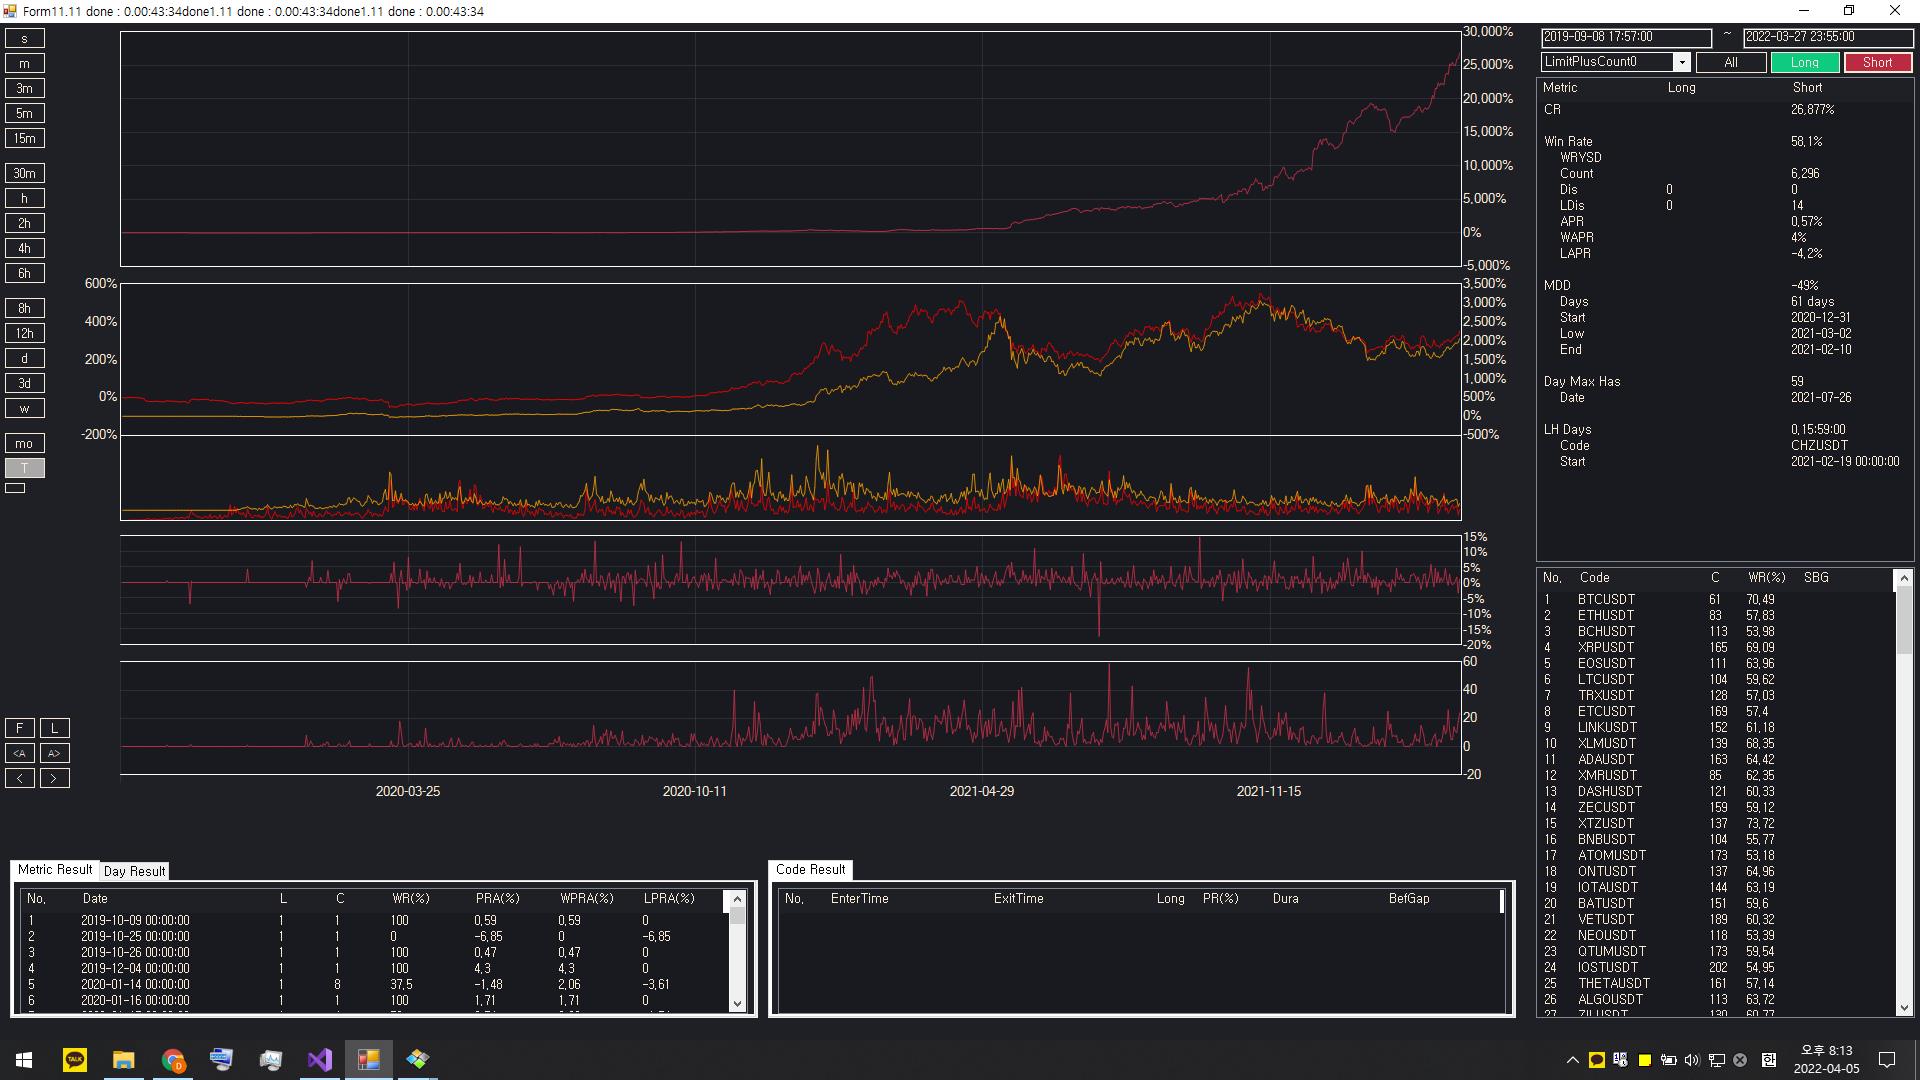 Form11.11 done : 0.00:43:34done1.11 done : 0.00:43:34done1.11 done : 0.00:43:34
s
m
3m
5m
15m
30m
h
2h
4h
6h
8h
12h
d
3d
w
mo
T
F L
<A A>
< >
30,000%
25,000%
20,000%
15,000%
10,000%
5,000%
0%
-5,000%
600%
400%
200%
0%
-200%
3,500%
3,000%
2,500%
2,000%
1,500%
1,000%
500%
0%
-500%
15%
10%
5%
0%
-5%
-10%
-15%
-20%
60
40
20
0
-20
2020-03-25 2020-10-11 2021-04-29 2021-11-15
2019-09-08 17:57:00 ~ 2022-03-27 23:55:00
LimitPlusCount0 All Long Short
Metric Long Short
CR 26,877%
Win Rate 58,1%
WRYSD
Count 6,296
Dis 0 0
LDis 0 14
APR 0,57%
WAPR 4%
LAPR -4,2%
MDD -49%
Days 61 days
Start 2020-12-31
Low 2021-03-02
End 2021-02-10
Day Max Has 59
Date 2021-07-26
LH Days 0,15:59:00
Code CHZUSDT
Start 2021-02-19 00:00:00
No, Code C WR(%) SBG
1 BTCUSDT 61 70,49
2 ETHUSDT 83 57,83
3 BCHUSDT 113 53,98
4 XRPUSDT 165 69,09
5 EOSUSDT 111 63,96
6 LTCUSDT 104 59,62
7 TRXUSDT 128 57,03
8 ETCUSDT 169 57,4
9 LINKUSDT 152 61,18
10 XLMUSDT 139 68,35
11 ADAUSDT 163 64,42
12 XMRUSDT 85 62,35
13 DASHUSDT 121 60,33
14 ZECUSDT 159 59,12
15 XTZUSDT 137 73,72
16 BNBUSDT 104 55,77
17 ATOMUSDT 173 53,18
18 ONTUSDT 137 64,96
19 IOTAUSDT 144 63,19
20 BATUSDT 151 59,6
21 VETUSDT 189 60,32
22 NEOUSDT 118 53,39
23 QTUMUSDT 173 59,54
24 IOSTUSDT 202 54,95
25 THETAUSDT 161 57,14
26 ALGOUSDT 113 63,72
27 ZILUSDT 130 60,77
Metric Result Day Result
No, Date L C WR(%) PRA(%) WPRA(%) LPRA(%)
1 2019-10-09 00:00:00 1 1 100 0,59 0,59 0
2 2019-10-25 00:00:00 1 1 0 -6,85 0 -6,85
3 2019-10-26 00:00:00 1 1 100 0,47 0,47 0
4 2019-12-04 00:00:00 1 1 100 4,3 4,3 0
5 2020-01-14 00:00:00 1 8 37,5 -1,48 2,06 -3,61
6 2020-01-16 00:00:00 1 1 100 1,71 1,71 0
Code Result
No, EnterTime ExitTime Long PR(%) Dura BefGap
TALK
한
오후 8:13
2022-04-05